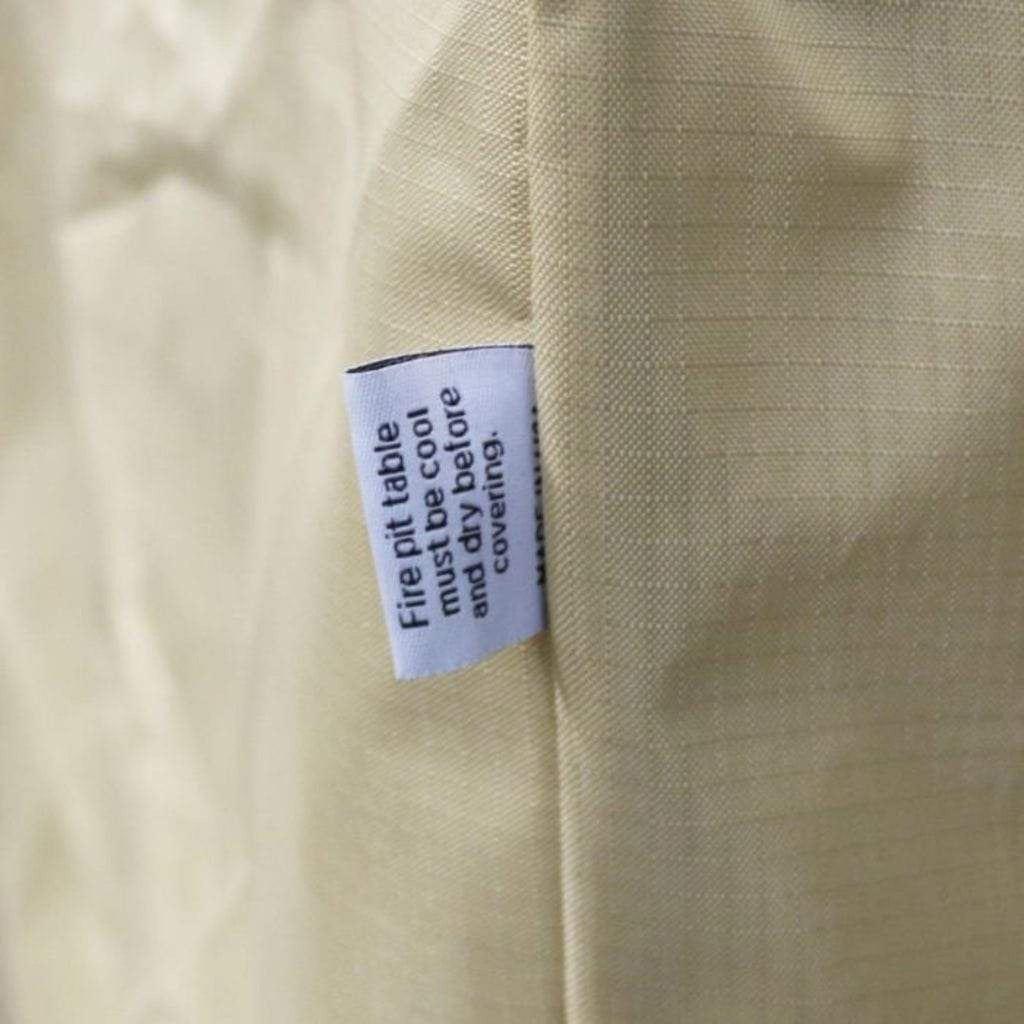 Fire pit table
must be cool
and dry before
covering.